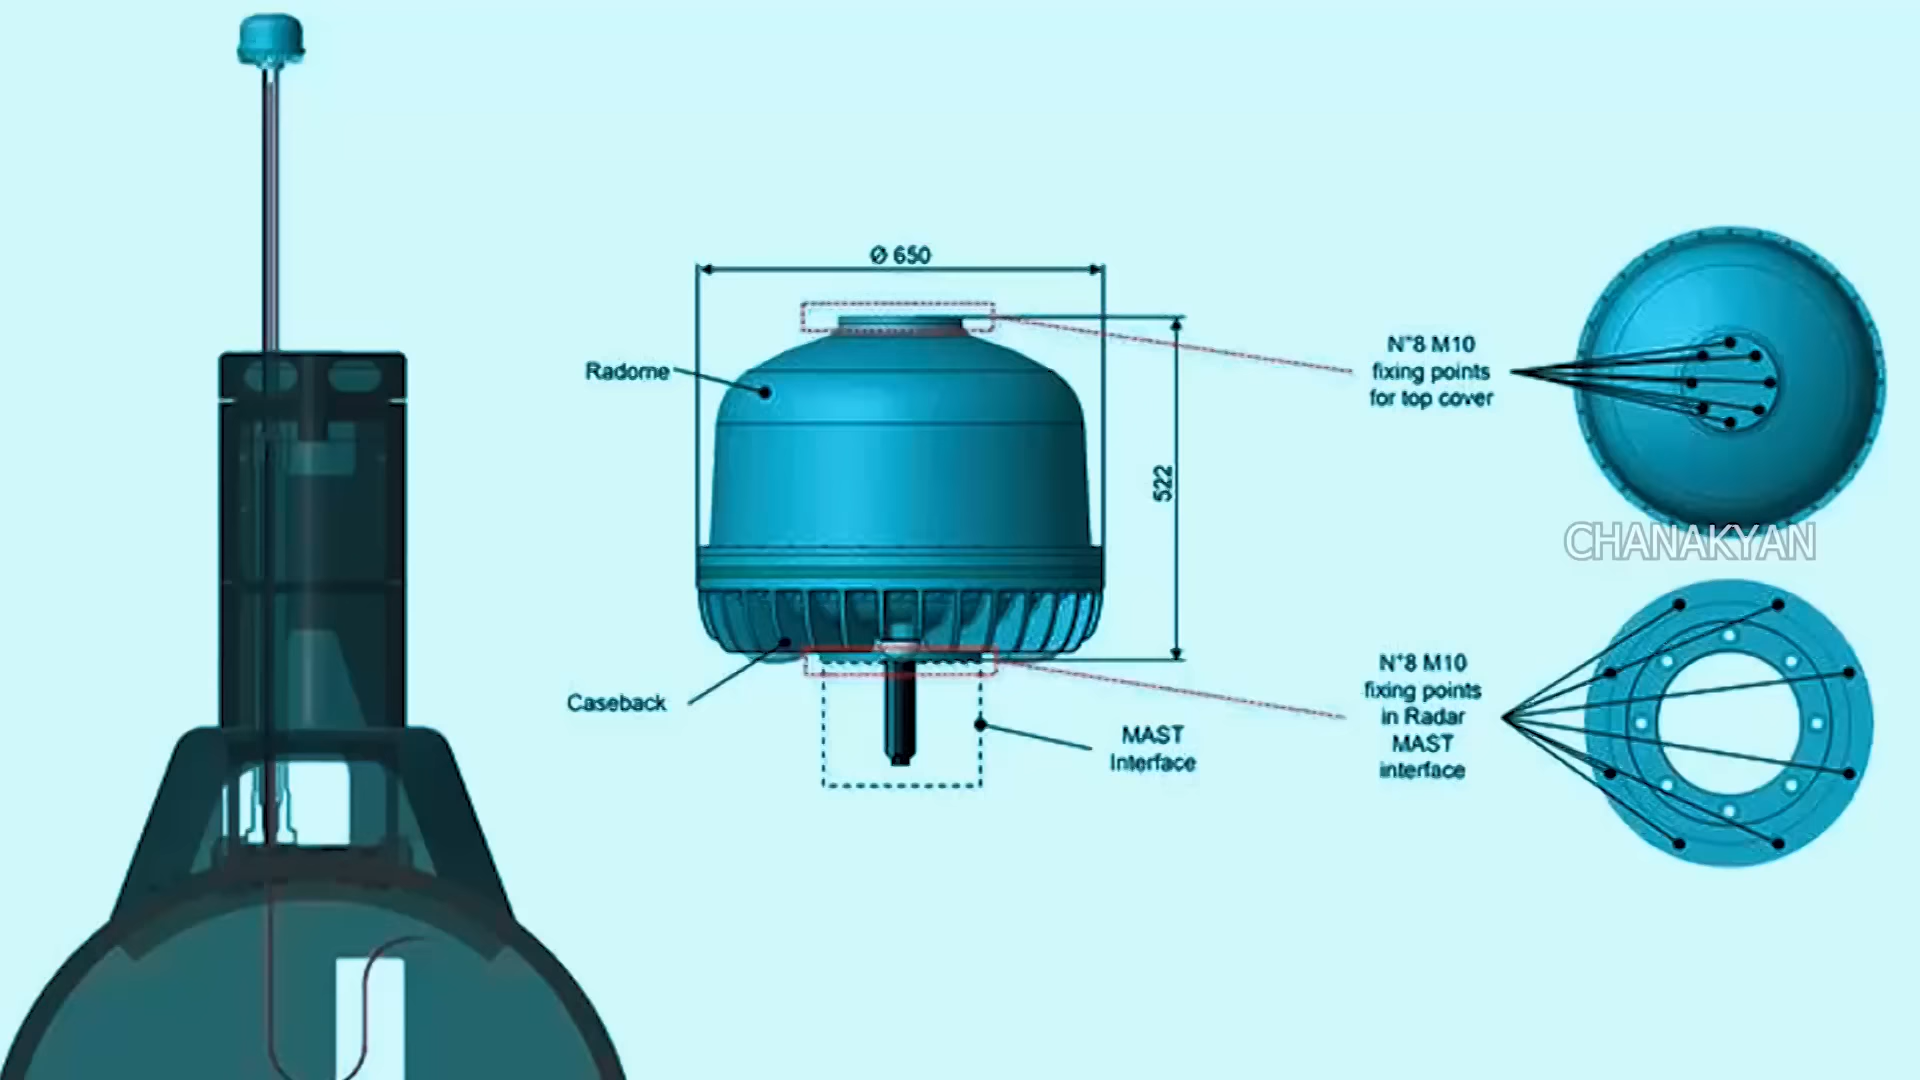 Ø 650
Radome
522
Caseback
MAST
Interface
N°8 M10
fixing points
for top cover
CHANAKYAN
N°8 M10
fixing points
in Radar
MAST
interface